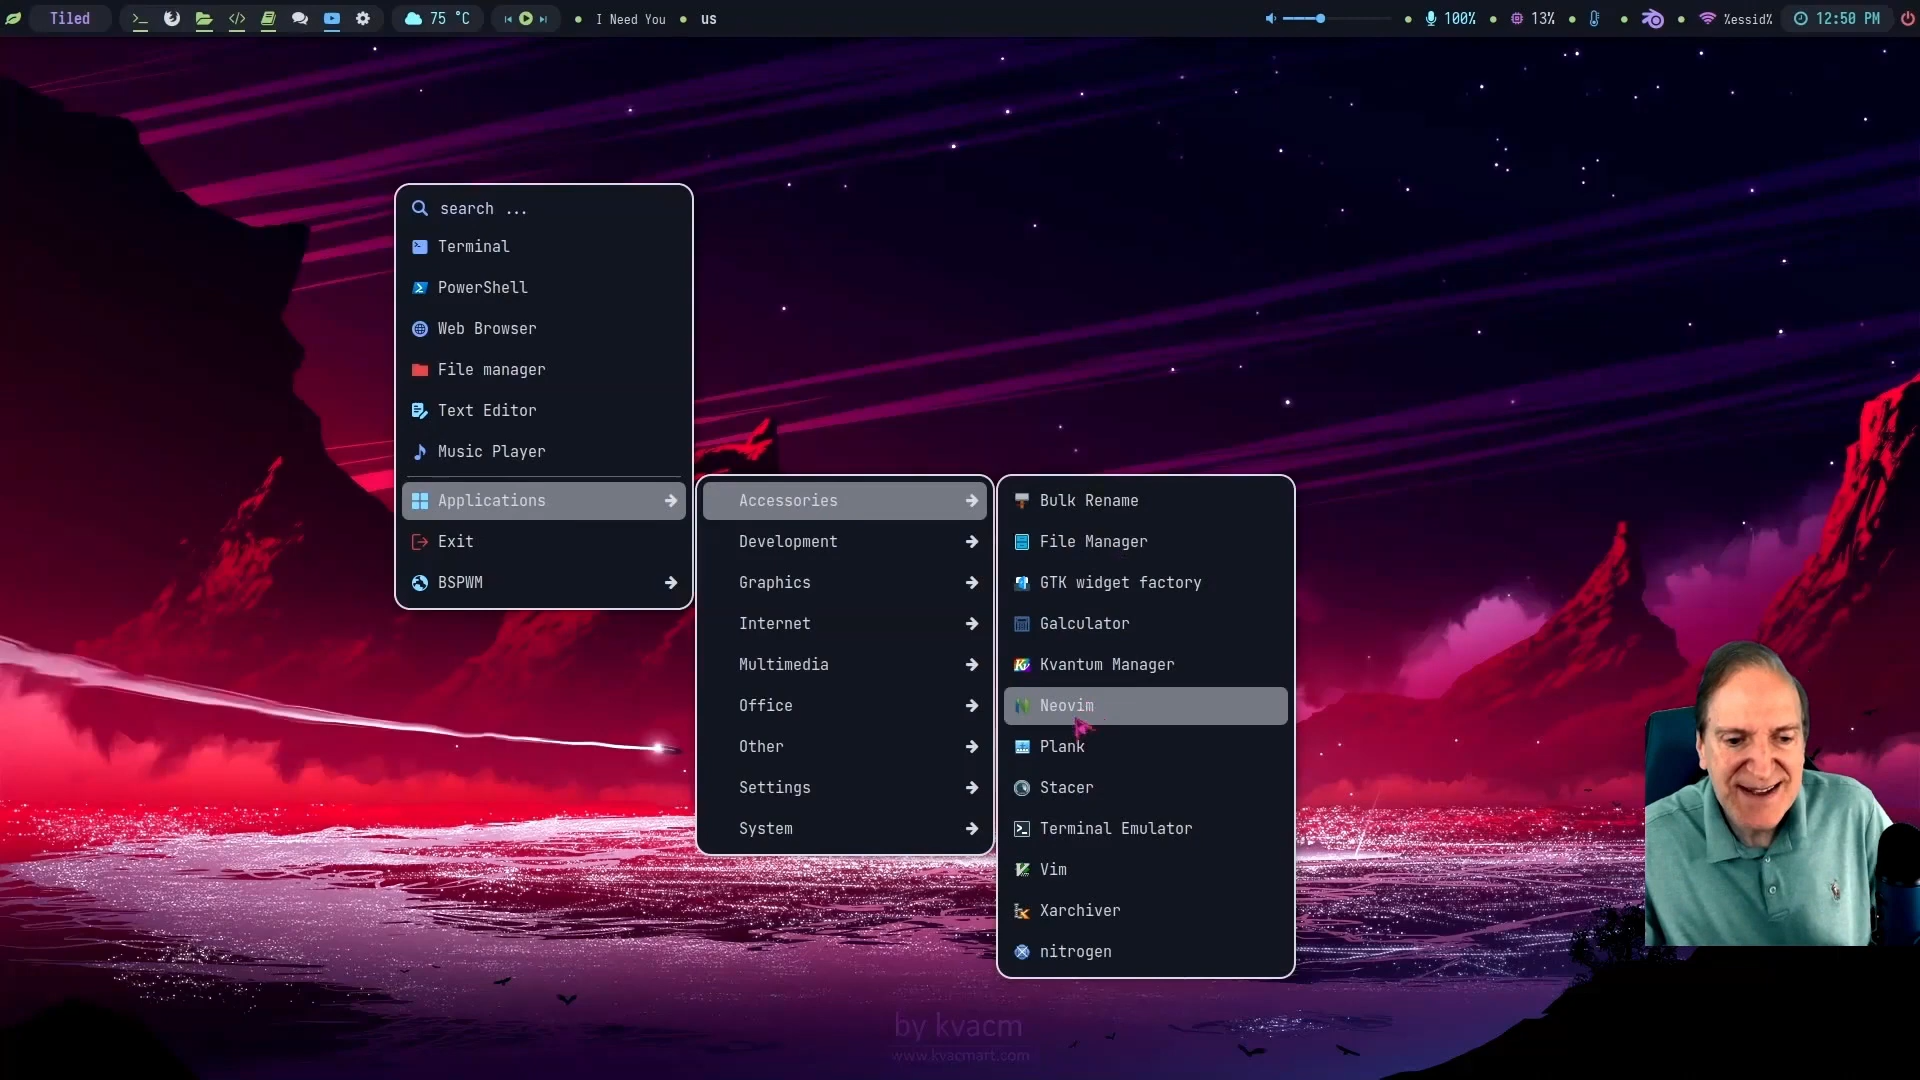 Tiled
75 °C
I Need You
us
100%
13%
%essid%
12:50 PM
search ...
Terminal
PowerShell
Web Browser
File manager
Text Editor
Music Player
Applications
Exit
BSPWM
Accessories
Development
Graphics
Internet
Multimedia
Office
Other
Settings
System
Bulk Rename
File Manager
GTK widget factory
Galculator
Kvantum Manager
Neovim
Plank
Stacer
Terminal Emulator
Vim
Xarchiver
nitrogen
by kvacm
www.kvacmart.com